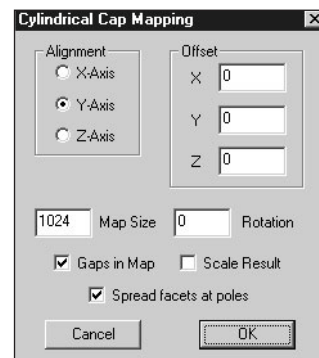 Cylindrical Cap Mapping
Alignment
X-Axis
Y-Axis
Z-Axis
Offset
X 0
Y 0
Z 0
1024 Map Size 0 Rotation
Gaps in Map Scale Result
Spread facets at poles
Cancel OK